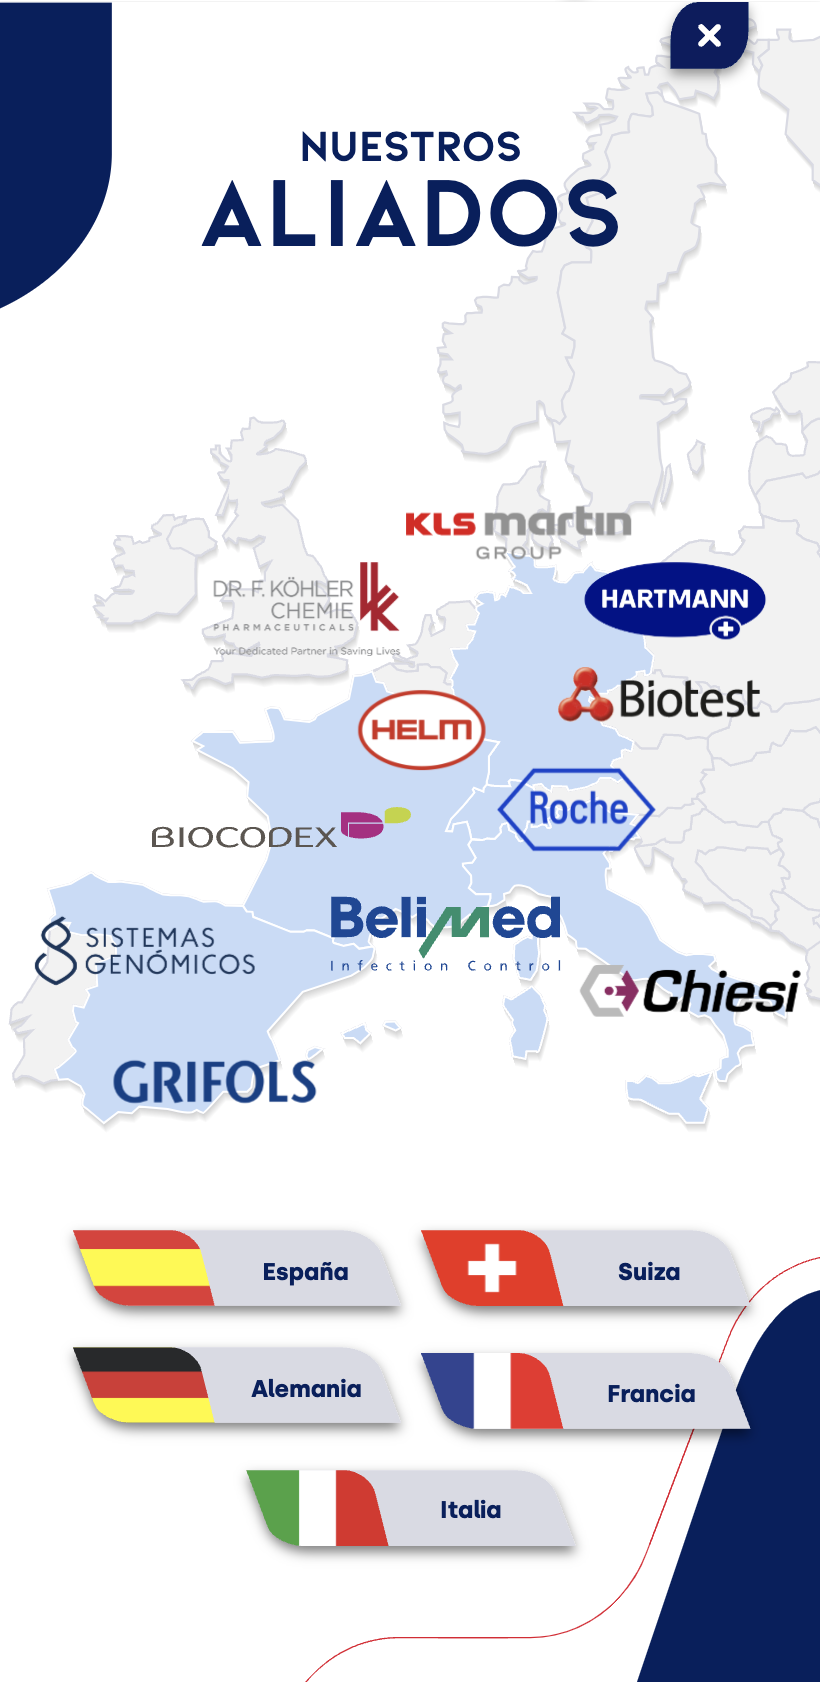 NUESTROS
ALIADOS
KLS martin
GROUP
DR. F. KÖHLER
CHEMIE
PHARMACEUTICALS
Your Dedicated Partner in Saving Lives
HARTMANN
Biotest
HELM
Roche
BIOCODEX
Belimed
Infection Control
SISTEMAS
GENÓMICOS
Chiesi
GRIFOLS
España
Suiza
Alemania
Francia
Italia